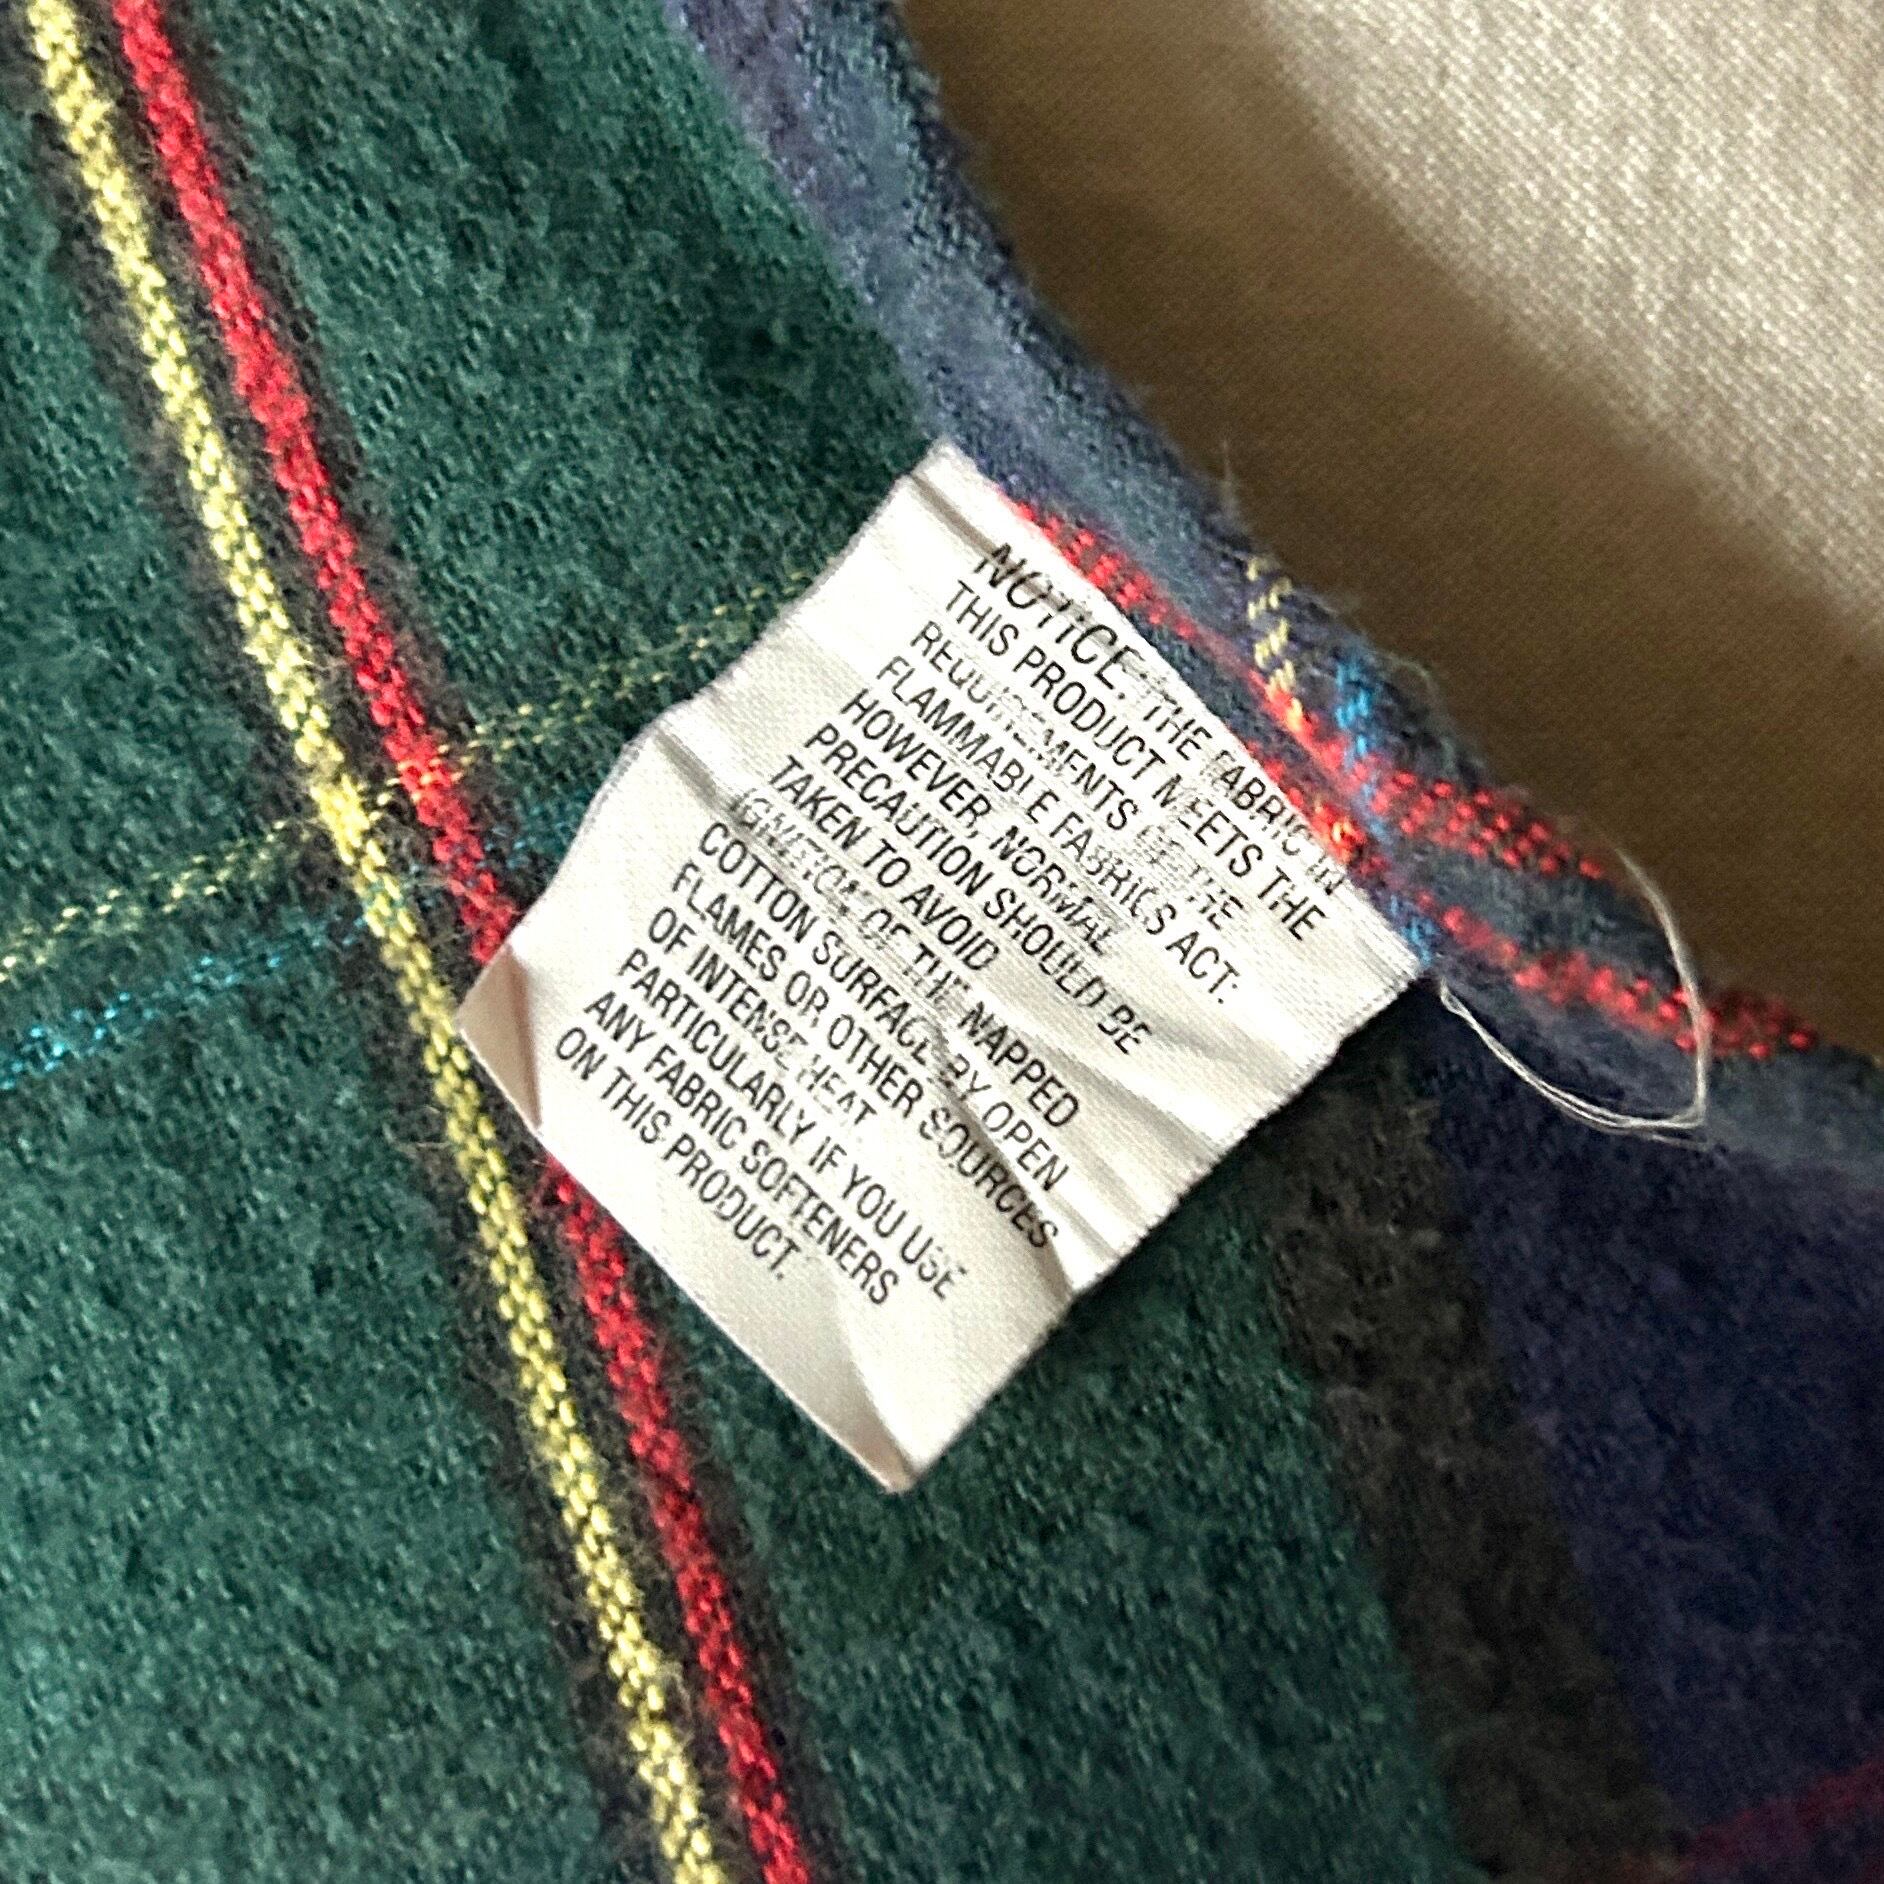 NOTICE: THE FABRIC IN
THIS PRODUCT MEETS THE
REQUIREMENTS OF THE
FLAMMABLE FABRICS ACT:
HOWEVER, NORMAL
PRECAUTION SHOULD BE
TAKEN TO AVOID
IGNITION OF THE NAPPED
COTTON SURFACE BY OPEN
FLAMES OR OTHER SOURCES
OF INTENSE HEAT
PARTICULARLY IF YOU USE
ANY FABRIC SOFTENERS
ON THIS PRODUCT.